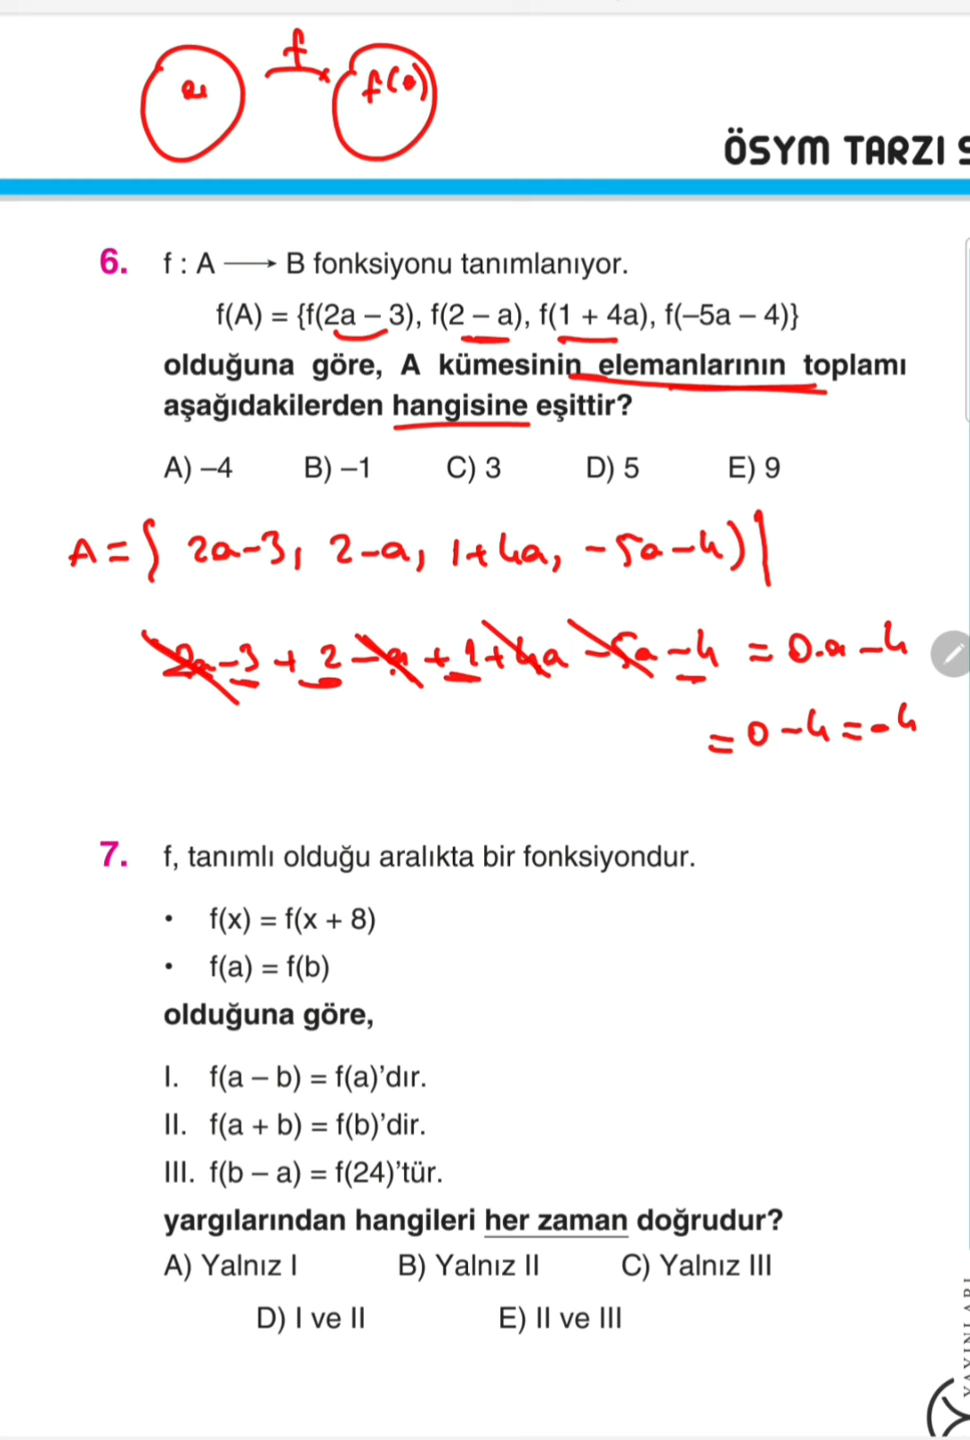 a f f(a)
ÖSYM TARZI S
6. f : A ⟶ B fonksiyonu tanımlanıyor.
f(A) = {f(2a – 3), f(2 – a), f(1 + 4a), f(–5a – 4)}
olduğuna göre, A kümesinin elemanlarının toplamı
aşağıdakilerden hangisine eşittir?
A) –4 B) –1 C) 3 D) 5 E) 9
A = { 2a-3, 2-a, 1+4a, -5a-4 }
2a-3 + 2-a + 1+4a -5a-4 = 0.a-4
= 0-4 = -4
7. f, tanımlı olduğu aralıkta bir fonksiyondur.
• f(x) = f(x + 8)
• f(a) = f(b)
olduğuna göre,
I. f(a – b) = f(a)’dır.
II. f(a + b) = f(b)’dir.
III. f(b – a) = f(24)’tür.
yargılarından hangileri her zaman doğrudur?
A) Yalnız I B) Yalnız II C) Yalnız III
D) I ve II E) II ve III